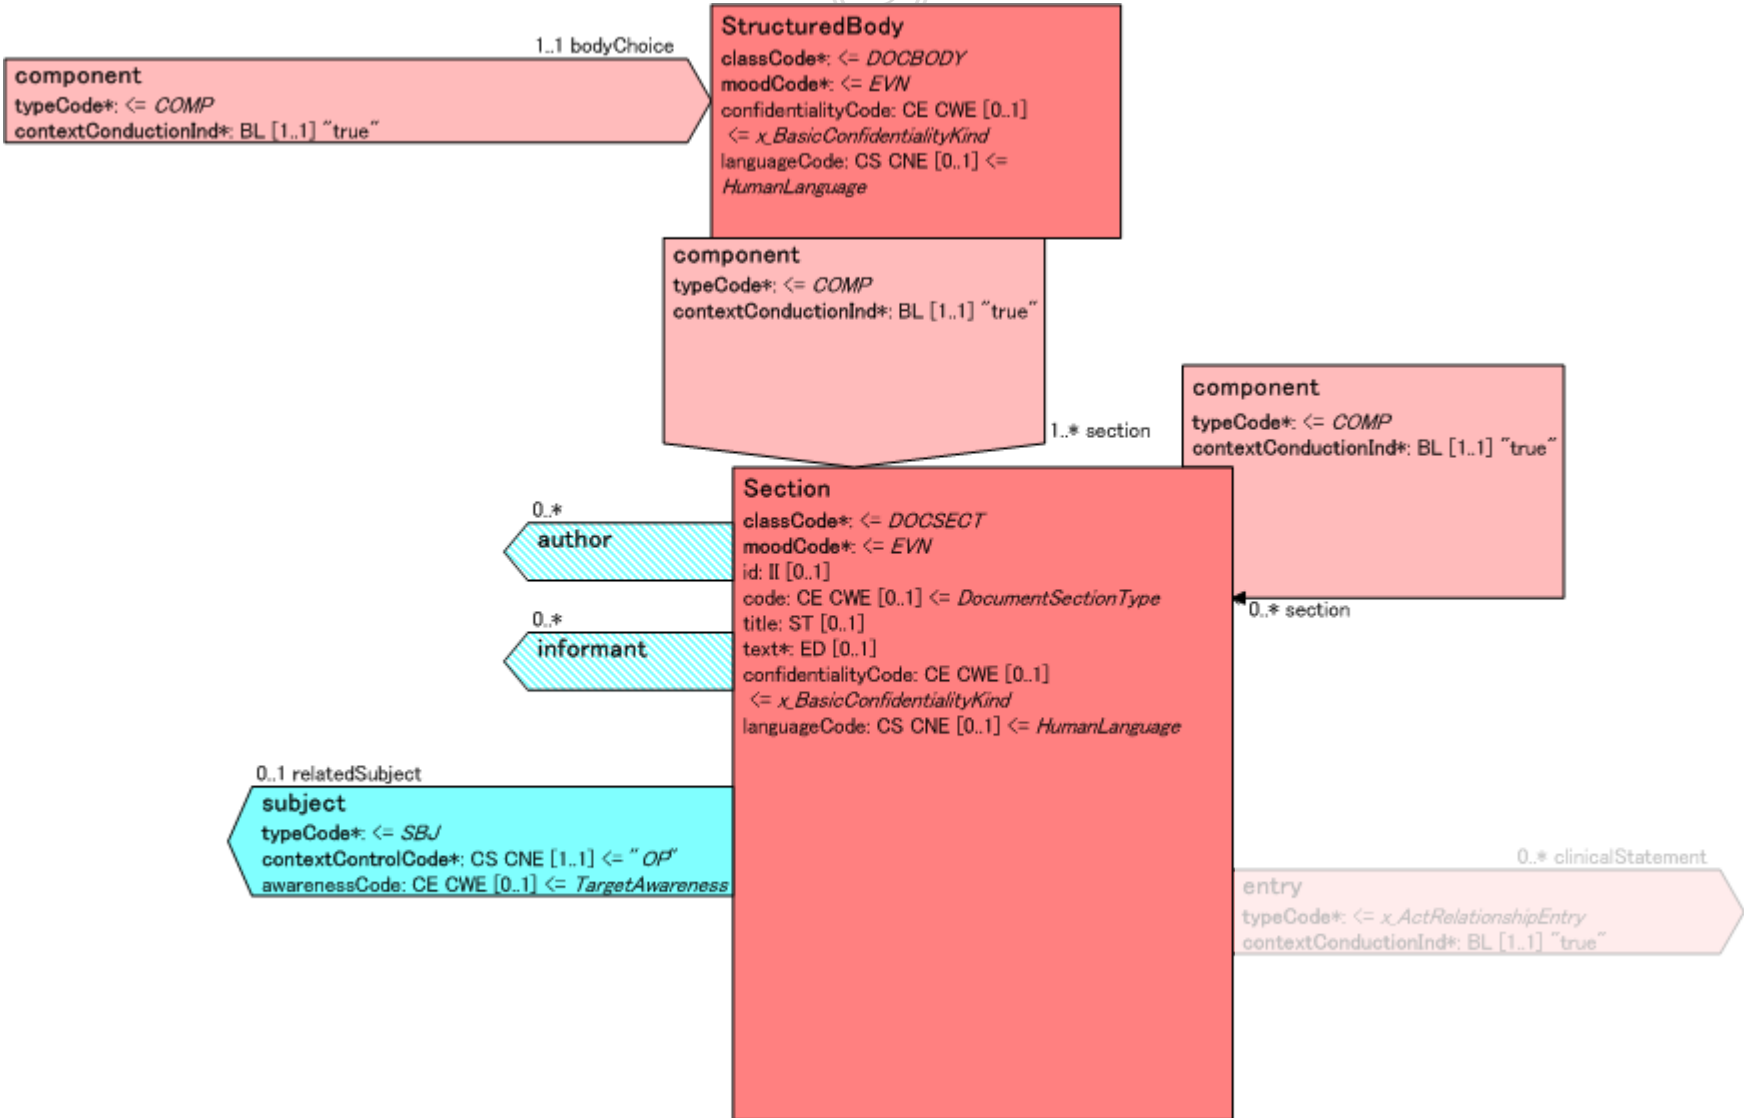 1..1 bodyChoice
component
typeCode*: <= COMP
contextConductionInd*: BL [1..1] "true"
StructuredBody
classCode*: <= DOCBODY
moodCode*: <= EVN
confidentialityCode: CE CWE [0..1]
<= x_BasicConfidentialityKind
languageCode: CS CNE [0..1] <=
HumanLanguage
component
typeCode*: <= COMP
contextConductionInd*: BL [1..1] "true"
1..* section
component
typeCode*: <= COMP
contextConductionInd*: BL [1..1] "true"
0..* section
Section
classCode*: <= DOCSECT
moodCode*: <= EVN
id: II [0..1]
code: CE CWE [0..1] <= DocumentSectionType
title: ST [0..1]
text*: ED [0..1]
confidentialityCode: CE CWE [0..1]
<= x_BasicConfidentialityKind
languageCode: CS CNE [0..1] <= HumanLanguage
0..*
author
0..*
informant
0..1 relatedSubject
subject
typeCode*: <= SBJ
contextControlCode*: CS CNE [1..1] <= "OP"
awarenessCode: CE CWE [0..1] <= TargetAwareness
0..* clinicalStatement
entry
typeCode*: <= x_ActRelationshipEntry
contextConductionInd*: BL [1..1] "true"